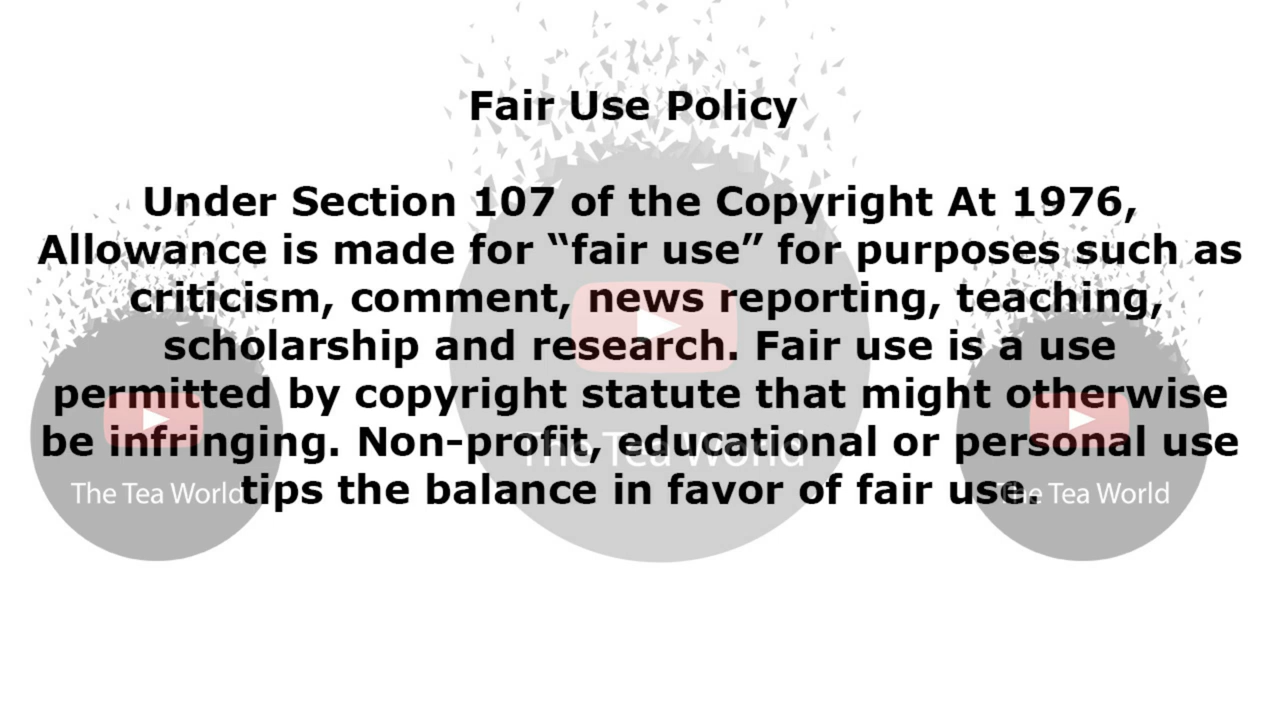 Fair Use Policy
Under Section 107 of the Copyright At 1976,
Allowance is made for “fair use” for purposes such as
criticism, comment, news reporting, teaching,
scholarship and research. Fair use is a use
permitted by copyright statute that might otherwise
be infringing. Non-profit, educational or personal use
tips the balance in favor of fair use.
The Tea World
The Tea World
The Tea World